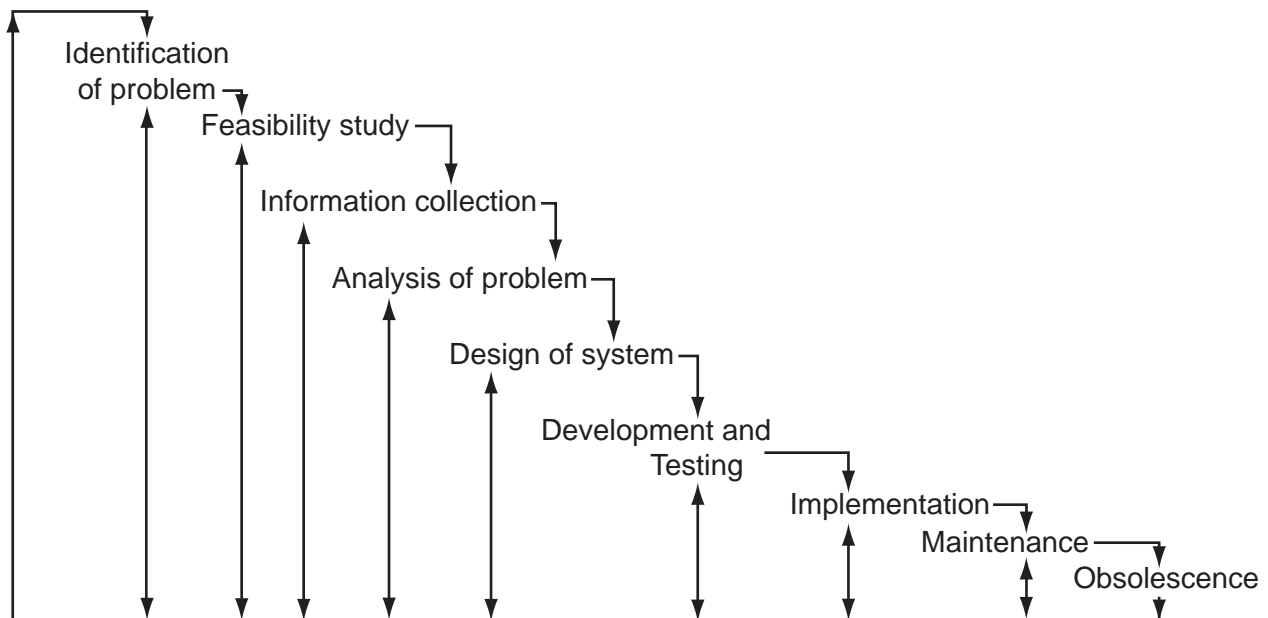 Identification
of problem
Feasibility study
Information collection
Analysis of problem
Design of system
Development and
Testing
Implementation
Maintenance
Obsolescence